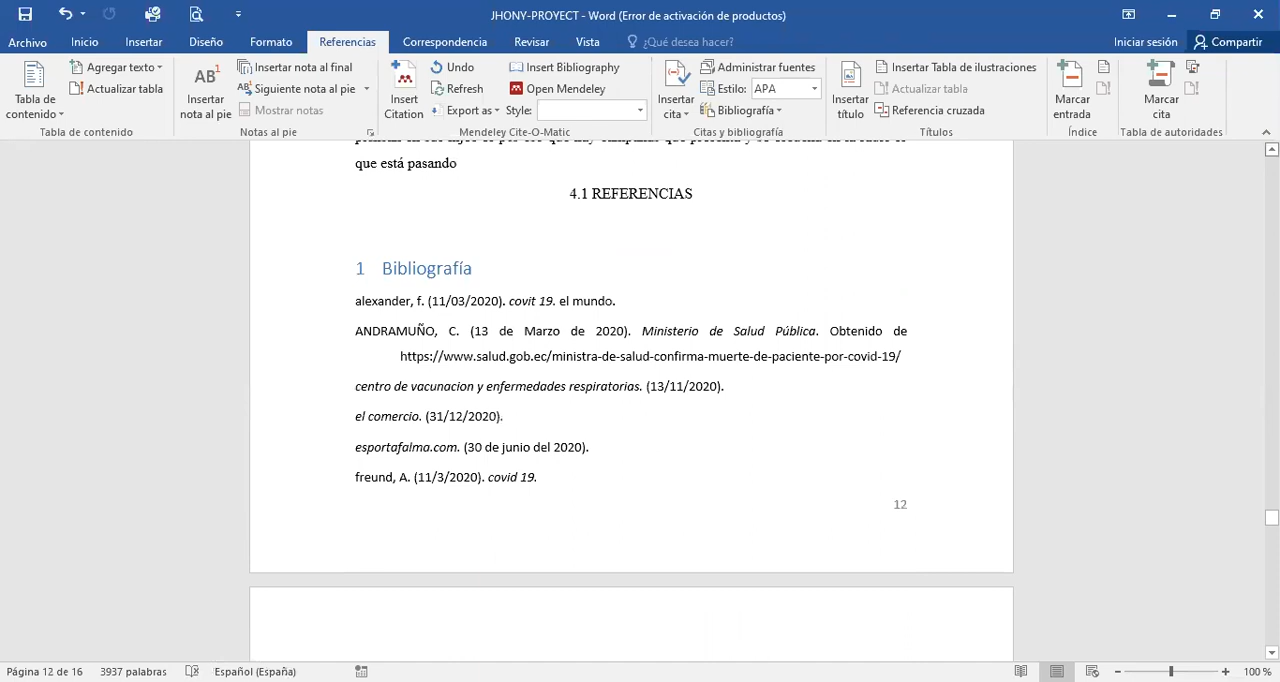 JHONY-PROYECT - Word (Error de activación de productos)
Archivo Inicio Insertar Diseño Formato Referencias Correspondencia Revisar Vista ¿Qué desea hacer? Iniciar sesión Compartir
Tabla de contenido
Agregar texto
Actualizar tabla
Tabla de contenido
AB1
Insertar nota al pie
Insertar nota al final
AB1 Siguiente nota al pie
Mostrar notas
Notas al pie
Insert Citation
Undo
Refresh
Export as
Insert Bibliography
Open Mendeley
Style:
Mendeley Cite-O-Matic
Insertar cita
Administrar fuentes
Estilo: APA
Bibliografía
Citas y bibliografía
Insertar título
Insertar Tabla de ilustraciones
Actualizar tabla
Referencia cruzada
Títulos
Marcar entrada
Índice
Marcar cita
Tabla de autoridades
que está pasando
4.1 REFERENCIAS
1 Bibliografía
alexander, f. (11/03/2020). covit 19. el mundo.
ANDRAMUÑO, C. (13 de Marzo de 2020). Ministerio de Salud Pública. Obtenido de
https://www.salud.gob.ec/ministra-de-salud-confirma-muerte-de-paciente-por-covid-19/
centro de vacunacion y enfermedades respiratorias. (13/11/2020).
el comercio. (31/12/2020).
esportafalma.com. (30 de junio del 2020).
freund, A. (11/3/2020). covid 19.
12
Página 12 de 16 3937 palabras Español (España) 100 %